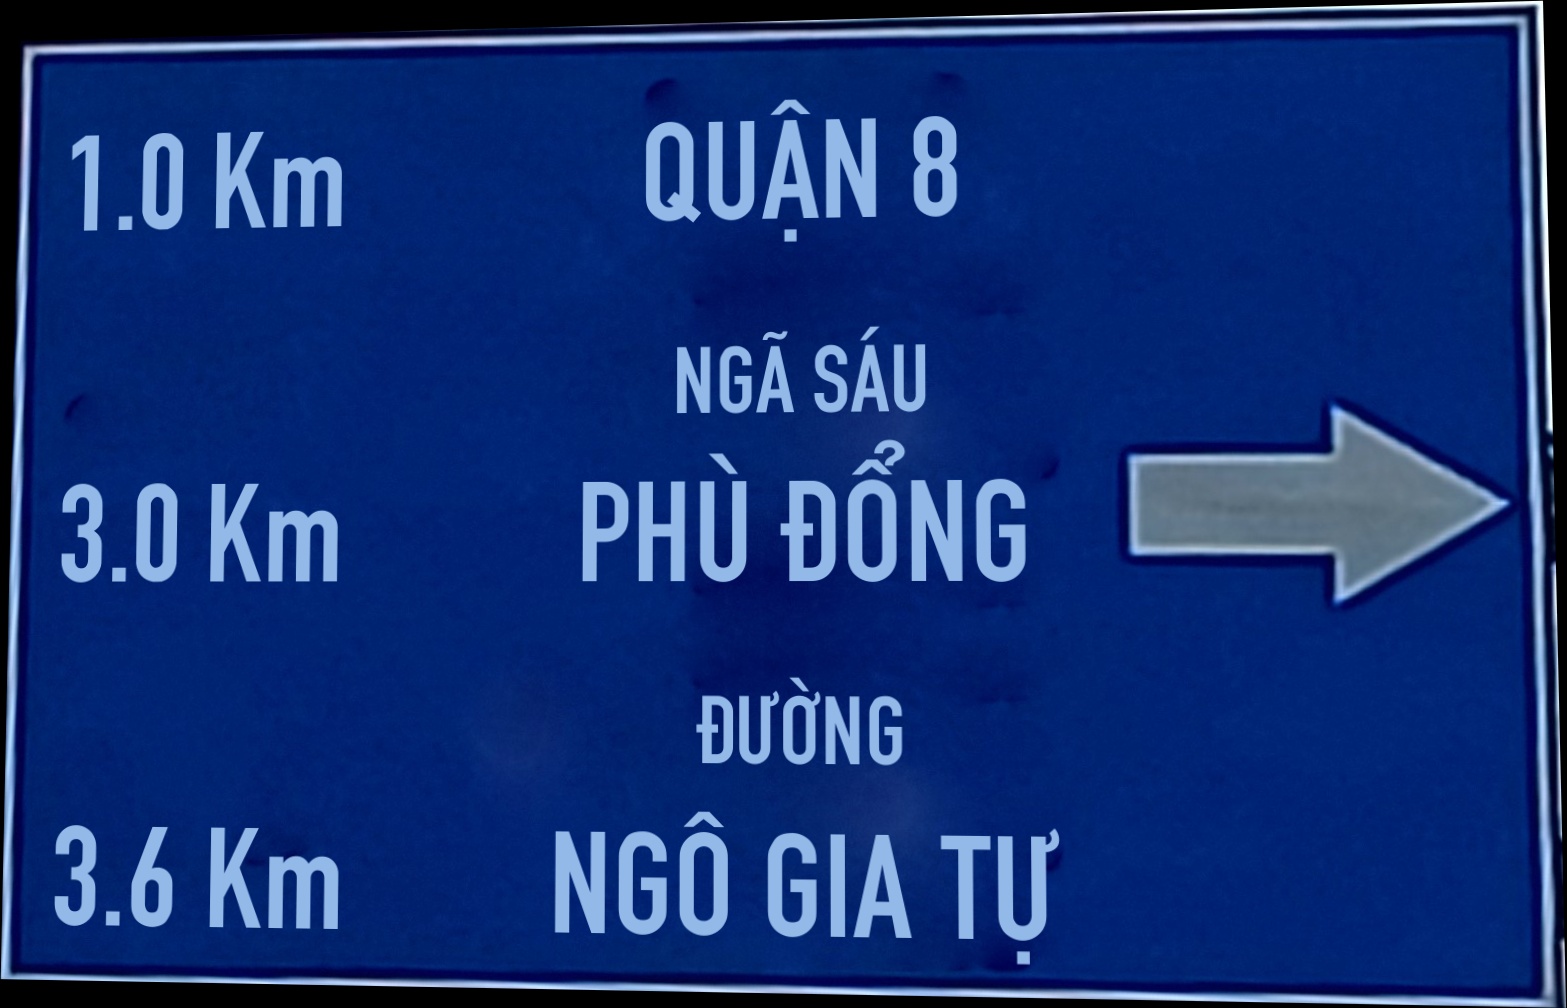 1.0 Km QUẬN 8
NGÃ SÁU
3.0 Km PHÙ ĐỔNG
ĐƯỜNG
3.6 Km NGÔ GIA TỰ